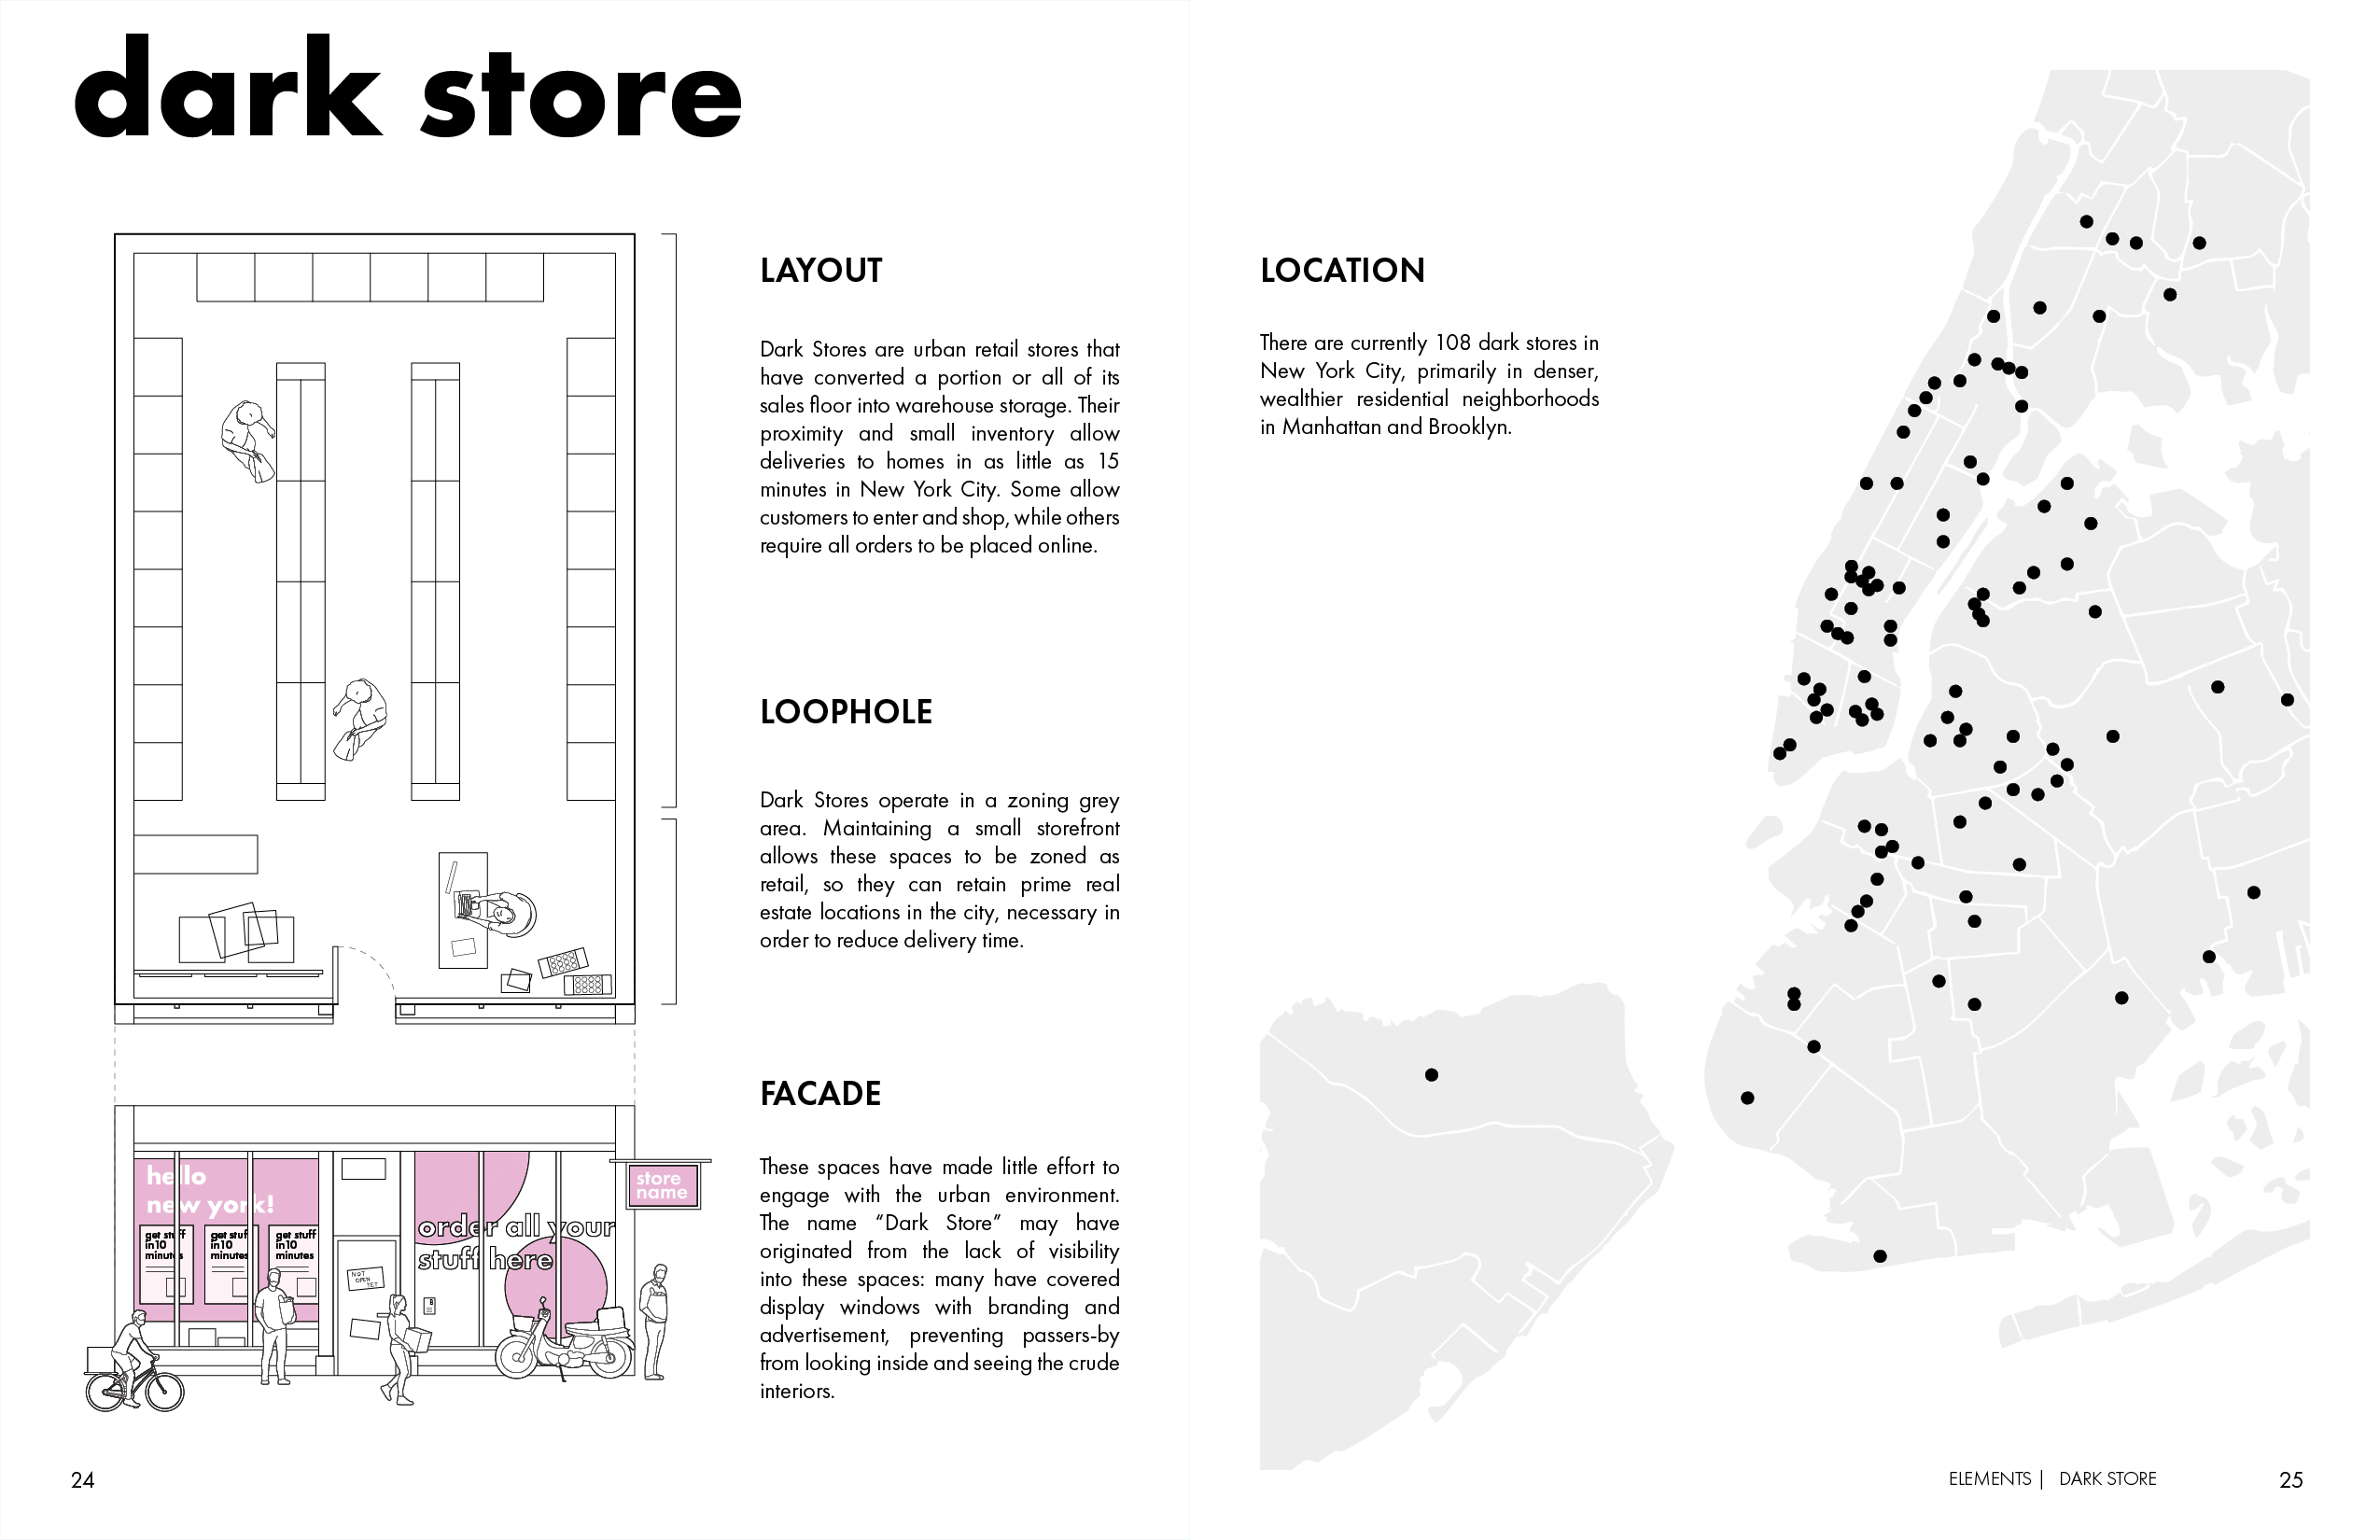 dark store
LAYOUT
Dark Stores are urban retail stores that
have converted a portion or all of its
sales floor into warehouse storage. Their
proximity and small inventory allow
deliveries to homes in as little as 15
minutes in New York City. Some allow
customers to enter and shop, while others
require all orders to be placed online.
LOOPHOLE
Dark Stores operate in a zoning grey
area. Maintaining a small storefront
allows these spaces to be zoned as
retail, so they can retain prime real
estate locations in the city, necessary in
order to reduce delivery time.
FACADE
These spaces have made little effort to
engage with the urban environment.
The name “Dark Store” may have
originated from the lack of visibility
into these spaces: many have covered
display windows with branding and
advertisement, preventing passers-by
from looking inside and seeing the crude
interiors.
hello
new york!
get stuff
in10
minutes
get stuff
in10
minutes
get stuff
in10
minutes
NOT
OPEN
YET
order all your
stuff here
store
name
24
LOCATION
There are currently 108 dark stores in
New York City, primarily in denser,
wealthier residential neighborhoods
in Manhattan and Brooklyn.
ELEMENTS | DARK STORE
25